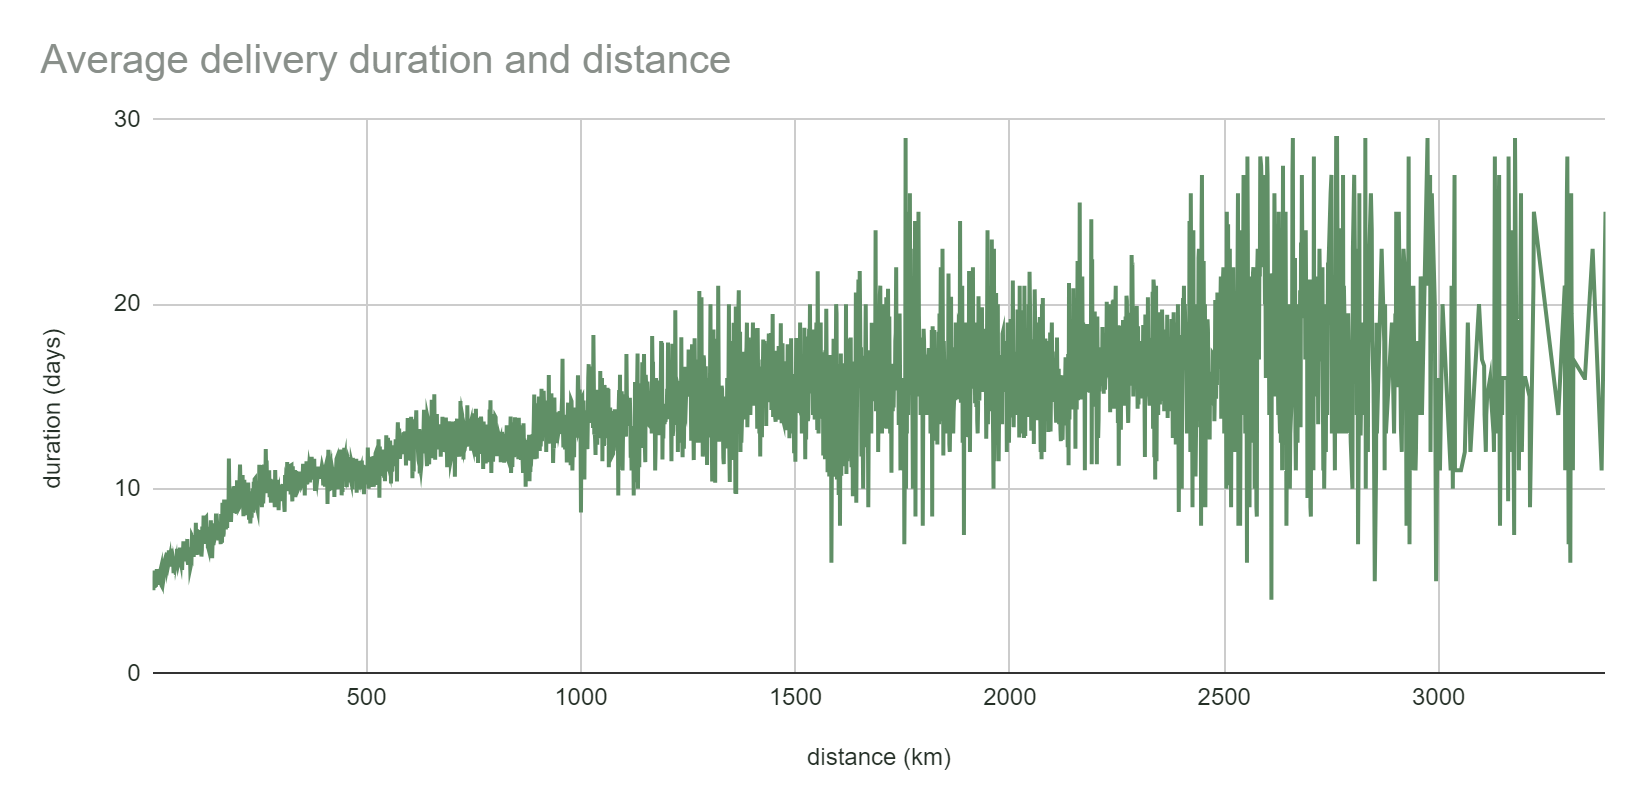 Average delivery duration and distance
30
20
10
0
duration (days)
500 1000 1500 2000 2500 3000
distance (km)